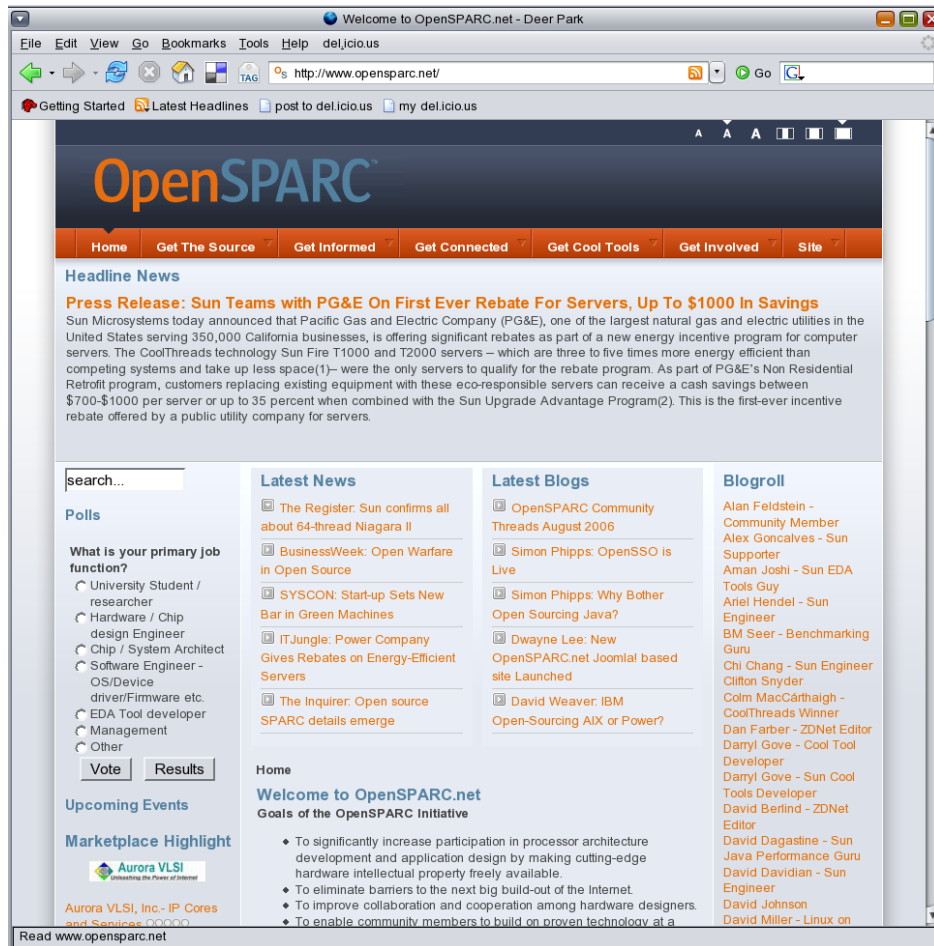 Welcome to OpenSPARC.net - Deer Park
File Edit View Go Bookmarks Tools Help del.icio.us
TAG
http://www.opensparc.net/
Go
G
Getting Started Latest Headlines post to del.icio.us my del.icio.us
A A A
OpenSPARC™
Home Get The Source Get Informed Get Connected Get Cool Tools Get Involved Site
Headline News
Press Release: Sun Teams with PG&E On First Ever Rebate For Servers, Up To $1000 In Savings
Sun Microsystems today announced that Pacific Gas and Electric Company (PG&E), one of the largest natural gas and electric utilities in the
United States serving 350,000 California businesses, is offering significant rebates as part of a new energy incentive program for computer
servers. The CoolThreads technology Sun Fire T1000 and T2000 servers – which are three to five times more energy efficient than
competing systems and take up less space(1)– were the only servers to qualify for the rebate program. As part of PG&E's Non Residential
Retrofit program, customers replacing existing equipment with these eco-responsible servers can receive a cash savings between
$700-$1000 per server or up to 35 percent when combined with the Sun Upgrade Advantage Program(2). This is the first-ever incentive
rebate offered by a public utility company for servers.
search...
Polls
What is your primary job
function?
University Student /
researcher
Hardware / Chip
design Engineer
Chip / System Architect
Software Engineer -
OS/Device
driver/Firmware etc.
EDA Tool developer
Management
Other
Vote Results
Upcoming Events
Marketplace Highlight
Aurora VLSI
Unleashing the Power of Internet
Aurora VLSI, Inc.- IP Cores
and Services
Latest News
The Register: Sun confirms all
about 64-thread Niagara II
BusinessWeek: Open Warfare
in Open Source
SYSCON: Start-up Sets New
Bar in Green Machines
ITJungle: Power Company
Gives Rebates on Energy-Efficient
Servers
The Inquirer: Open source
SPARC details emerge
Latest Blogs
OpenSPARC Community
Threads August 2006
Simon Phipps: OpenSSO is
Live
Simon Phipps: Why Bother
Open Sourcing Java?
Dwayne Lee: New
OpenSPARC.net Joomla! based
site Launched
David Weaver: IBM
Open-Sourcing AIX or Power?
Home
Welcome to OpenSPARC.net
Goals of the OpenSPARC Initiative
To significantly increase participation in processor architecture
development and application design by making cutting-edge
hardware intellectual property freely available.
To eliminate barriers to the next big build-out of the Internet.
To improve collaboration and cooperation among hardware designers.
To enable community members to build on proven technology at a
Blogroll
Alan Feldstein -
Community Member
Alex Goncalves - Sun
Supporter
Aman Joshi - Sun EDA
Tools Guy
Ariel Hendel - Sun
Engineer
BM Seer - Benchmarking
Guru
Chi Chang - Sun Engineer
Clifton Snyder
Colm MacCárthaigh -
CoolThreads Winner
Dan Farber - ZDNet Editor
Darryl Gove - Cool Tool
Developer
Darryl Gove - Sun Cool
Tools Developer
David Berlind - ZDNet
Editor
David Dagastine - Sun
Java Performance Guru
David Davidian - Sun
Engineer
David Johnson
David Miller - Linux on
Read www.opensparc.net